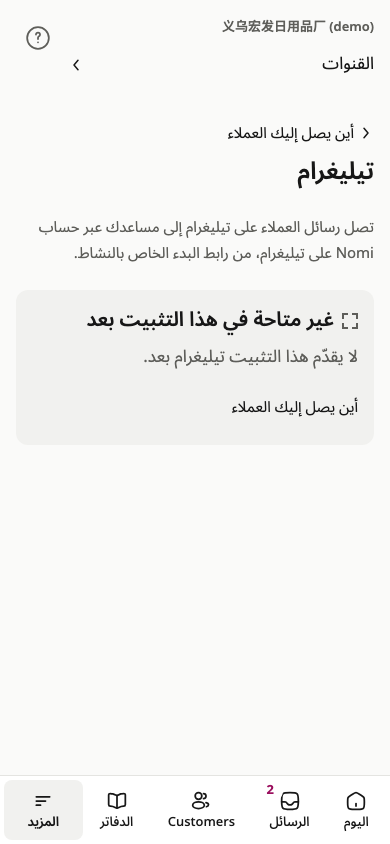 义乌宏发日用品厂 (demo)
القنوات
أين يصل إليك العملاء
تيليغرام
تصل رسائل العملاء على تيليغرام إلى مساعدك عبر حساب
Nomi على تيليغرام، من رابط البدء الخاص بالنشاط.
غير متاحة في هذا التثبيت بعد
لا يقدّم هذا التثبيت تيليغرام بعد.
أين يصل إليك العملاء
اليوم
2
الرسائل
Customers
الدفاتر
المزيد